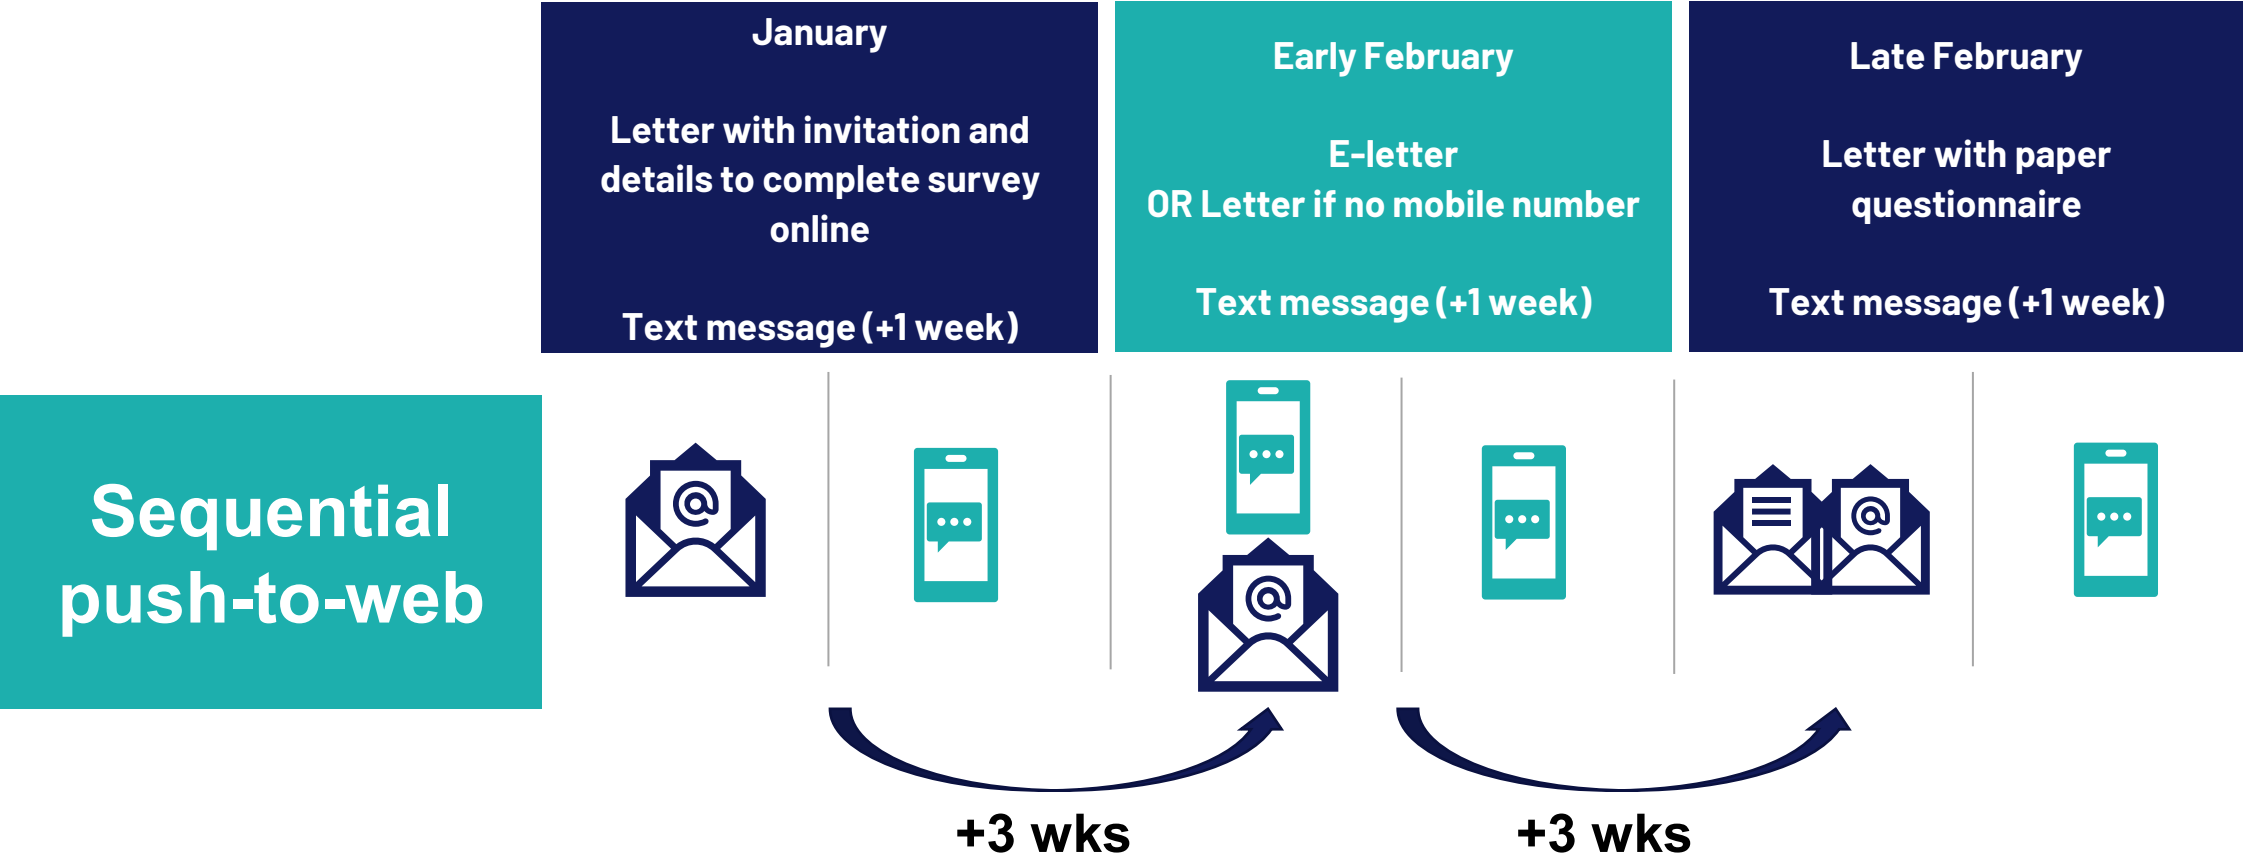 January
Letter with invitation and
details to complete survey
online
Text message (+1 week)
Early February
E-letter
OR Letter if no mobile number
Text message (+1 week)
Late February
Letter with paper
questionnaire
Text message (+1 week)
Sequential
push-to-web
@
@
@
+3 wks
+3 wks